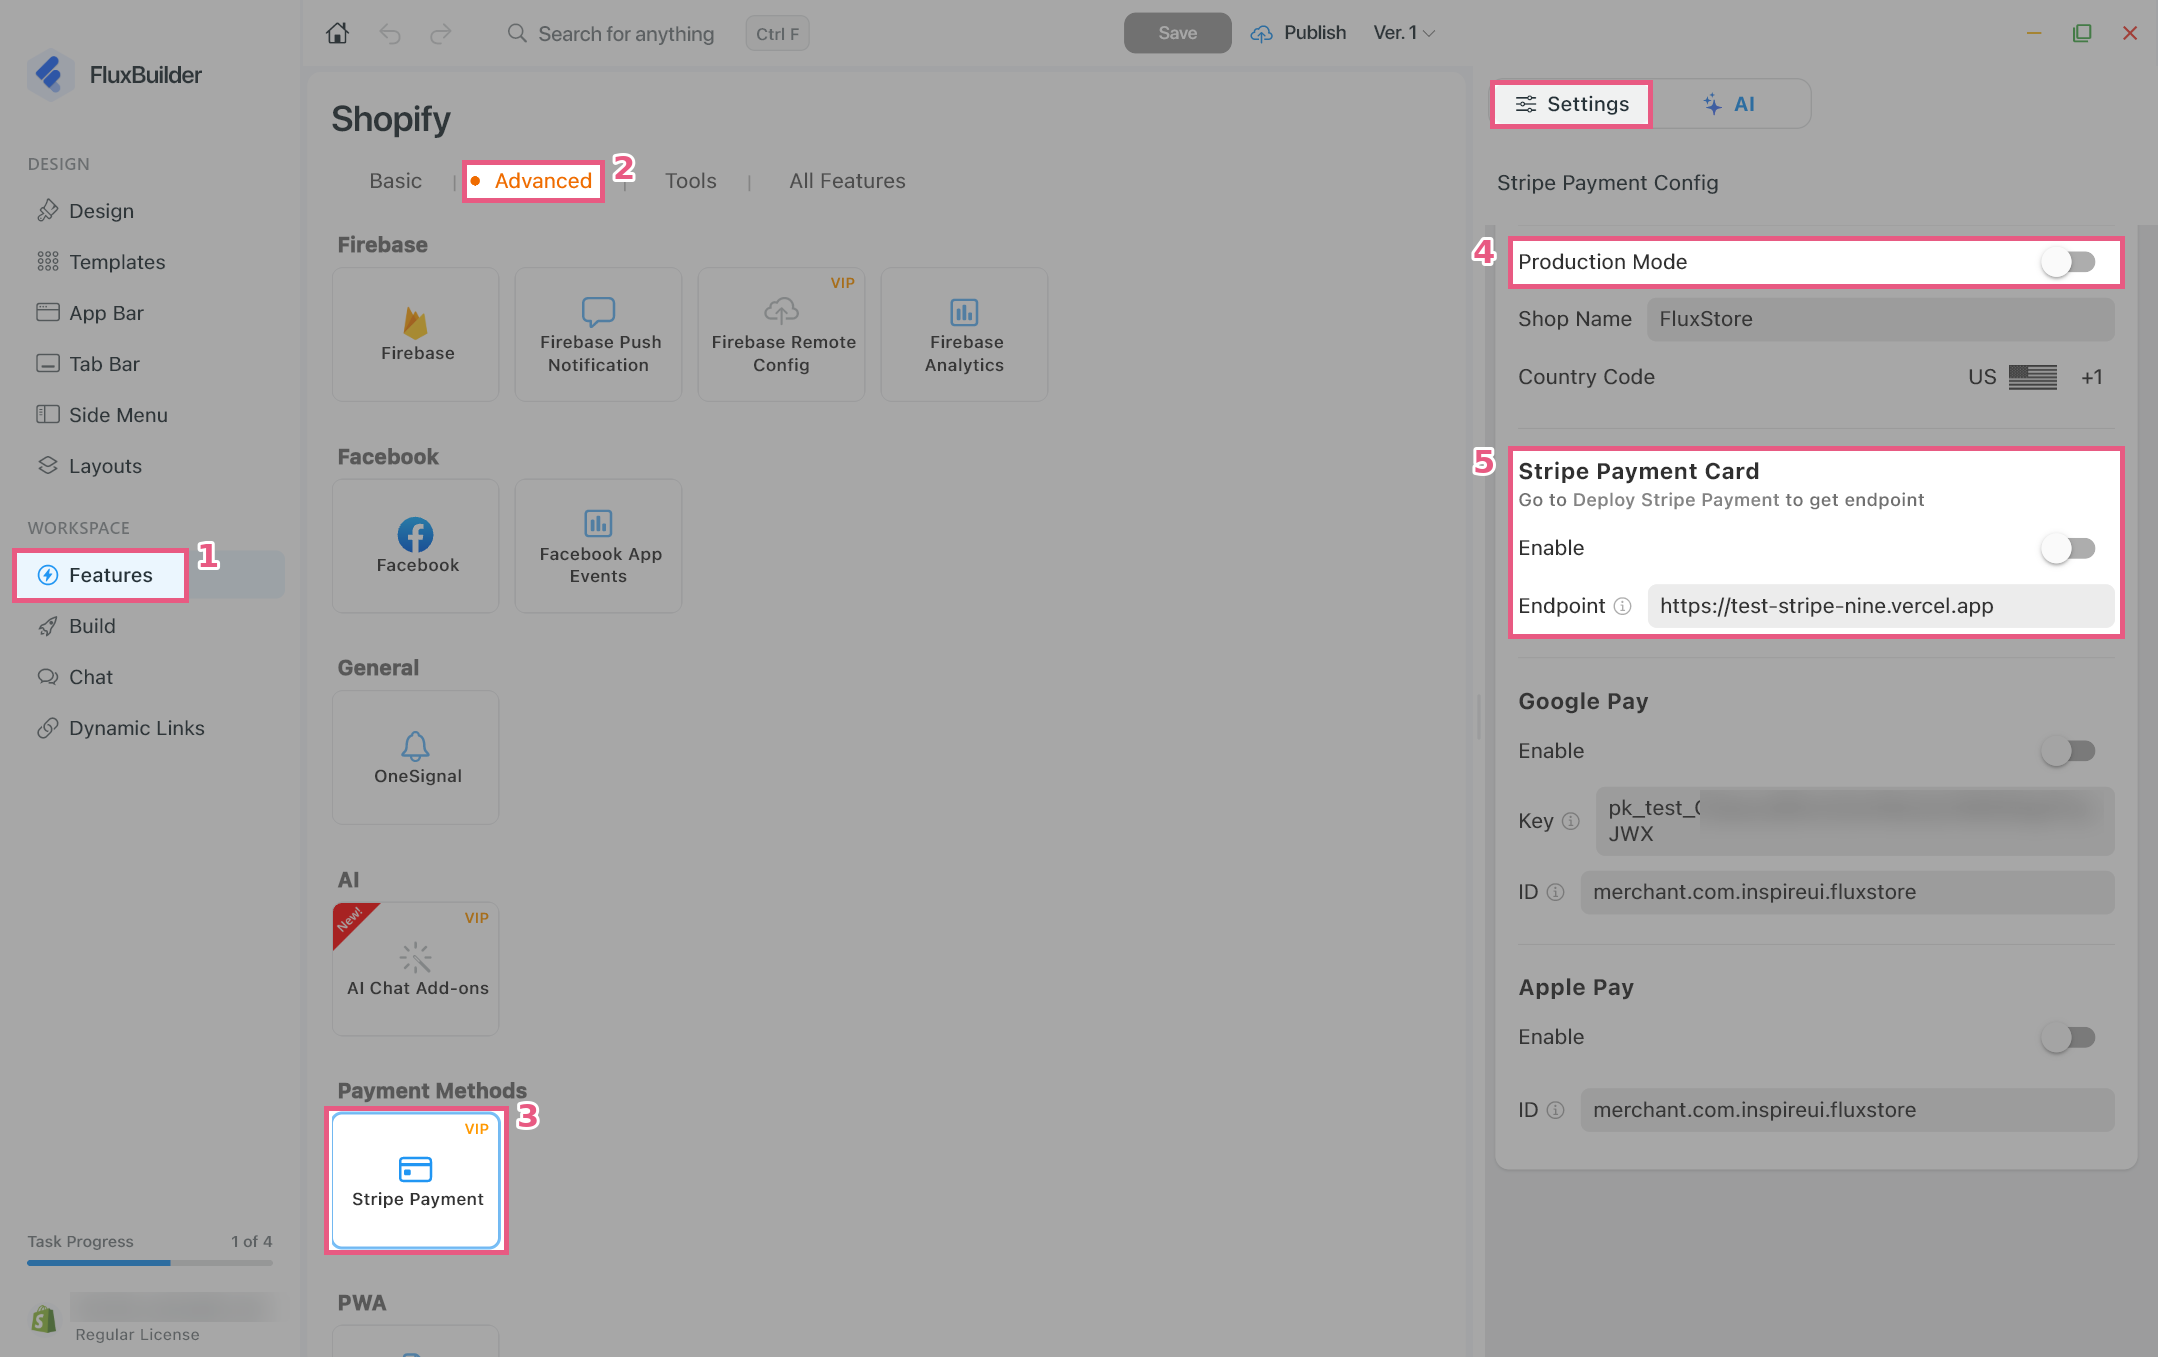 FluxBuilder
Search for anything
Ctrl F
Save
Publish
Ver. 1
DESIGN
Design
Templates
App Bar
Tab Bar
Side Menu
Layouts
WORKSPACE
Features
1
Build
Chat
Dynamic Links
Task Progress
1 of 4
Regular License
Shopify
Basic
Advanced
2
Tools
All Features
Firebase
Firebase
Firebase Push
Notification
VIP
Firebase Remote
Config
Firebase
Analytics
Facebook
Facebook
Facebook App
Events
General
OneSignal
AI
New!
VIP
AI Chat Add-ons
Payment Methods
3
VIP
Stripe Payment
PWA
Settings
AI
Stripe Payment Config
4
Production Mode
Shop Name
FluxStore
Country Code
US
+1
5
Stripe Payment Card
Go to Deploy Stripe Payment to get endpoint
Enable
Endpoint
https://test-stripe-nine.vercel.app
Google Pay
Enable
Key
pk_test_
JWX
ID
merchant.com.inspireui.fluxstore
Apple Pay
Enable
ID
merchant.com.inspireui.fluxstore